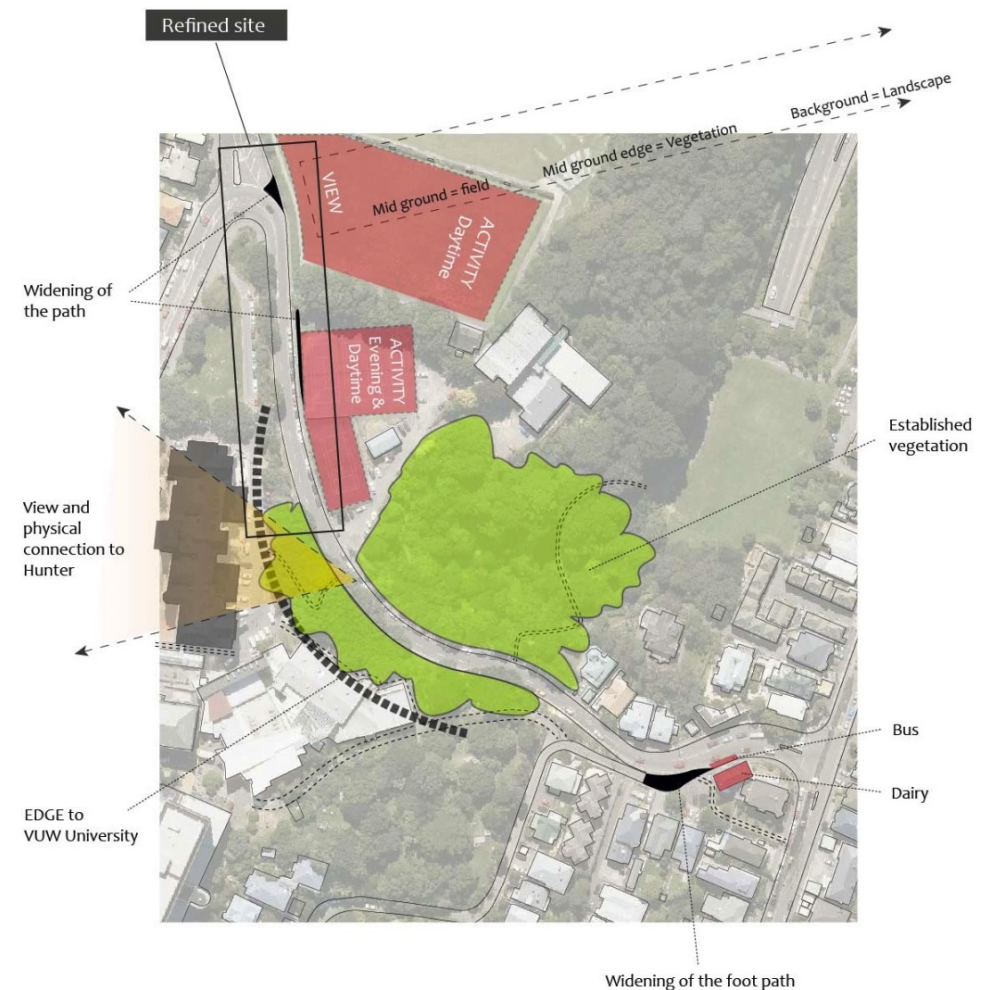 Refined site
Background = Landscape
Mid ground edge = Vegetation
Mid ground = field
VIEW
ACTIVITY
Daytime
Widening of
the path
ACTIVITY
Evening &
Daytime
Established
vegetation
View and
physical
connection to
Hunter
Bus
Dairy
EDGE to
VUW University
Widening of the foot path